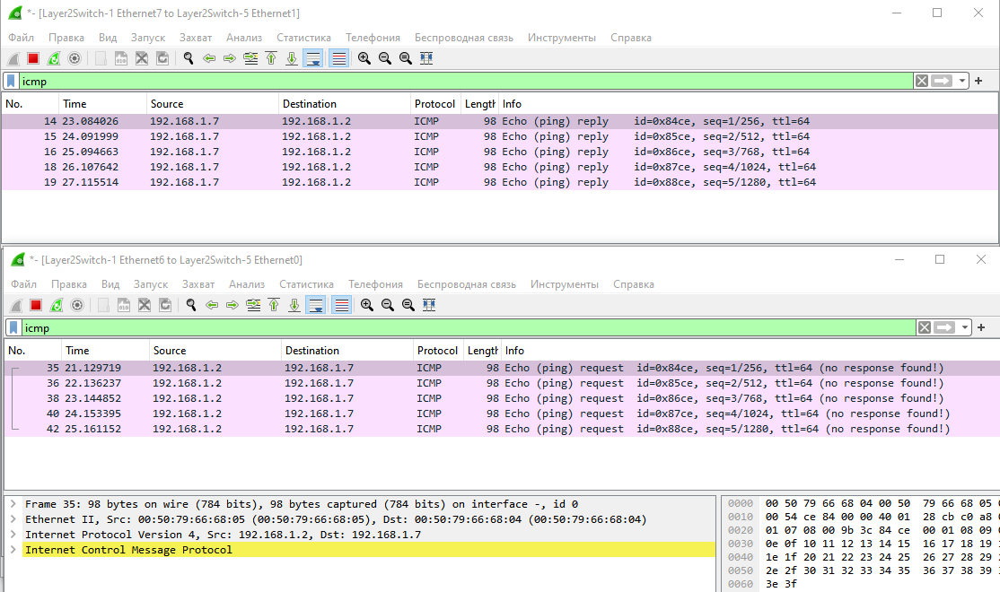 *- [Layer2Switch-1 Ethernet7 to Layer2Switch-5 Ethernet1]
Файл Правка Вид Запуск Захват Анализ Статистика Телефония Беспроводная связь Инструменты Справка
icmp
No. Time Source Destination Protocol Length Info
14 23.084026 192.168.1.7 192.168.1.2 ICMP 98 Echo (ping) reply id=0x84ce, seq=1/256, ttl=64
15 24.091999 192.168.1.7 192.168.1.2 ICMP 98 Echo (ping) reply id=0x85ce, seq=2/512, ttl=64
16 25.094663 192.168.1.7 192.168.1.2 ICMP 98 Echo (ping) reply id=0x86ce, seq=3/768, ttl=64
18 26.107642 192.168.1.7 192.168.1.2 ICMP 98 Echo (ping) reply id=0x87ce, seq=4/1024, ttl=64
19 27.115514 192.168.1.7 192.168.1.2 ICMP 98 Echo (ping) reply id=0x88ce, seq=5/1280, ttl=64
*- [Layer2Switch-1 Ethernet6 to Layer2Switch-5 Ethernet0]
Файл Правка Вид Запуск Захват Анализ Статистика Телефония Беспроводная связь Инструменты Справка
icmp
No. Time Source Destination Protocol Length Info
35 21.129719 192.168.1.2 192.168.1.7 ICMP 98 Echo (ping) request id=0x84ce, seq=1/256, ttl=64 (no response found!)
36 22.136237 192.168.1.2 192.168.1.7 ICMP 98 Echo (ping) request id=0x85ce, seq=2/512, ttl=64 (no response found!)
38 23.144852 192.168.1.2 192.168.1.7 ICMP 98 Echo (ping) request id=0x86ce, seq=3/768, ttl=64 (no response found!)
40 24.153395 192.168.1.2 192.168.1.7 ICMP 98 Echo (ping) request id=0x87ce, seq=4/1024, ttl=64 (no response found!)
42 25.161152 192.168.1.2 192.168.1.7 ICMP 98 Echo (ping) request id=0x88ce, seq=5/1280, ttl=64 (no response found!)
Frame 35: 98 bytes on wire (784 bits), 98 bytes captured (784 bits) on interface -, id 0
Ethernet II, Src: 00:50:79:66:68:05 (00:50:79:66:68:05), Dst: 00:50:79:66:68:04 (00:50:79:66:68:04)
Internet Protocol Version 4, Src: 192.168.1.2, Dst: 192.168.1.7
Internet Control Message Protocol
0000 00 50 79 66 68 04 00 50 79 66 68 05
0010 00 54 ce 84 00 00 40 01 28 cb c0 a8
0020 01 07 08 00 9b 3c 84 ce 00 01 08 09
0030 0e 0f 10 11 12 13 14 15 16 17 18 19
0040 1e 1f 20 21 22 23 24 25 26 27 28 29
0050 2e 2f 30 31 32 33 34 35 36 37 38 39
0060 3e 3f